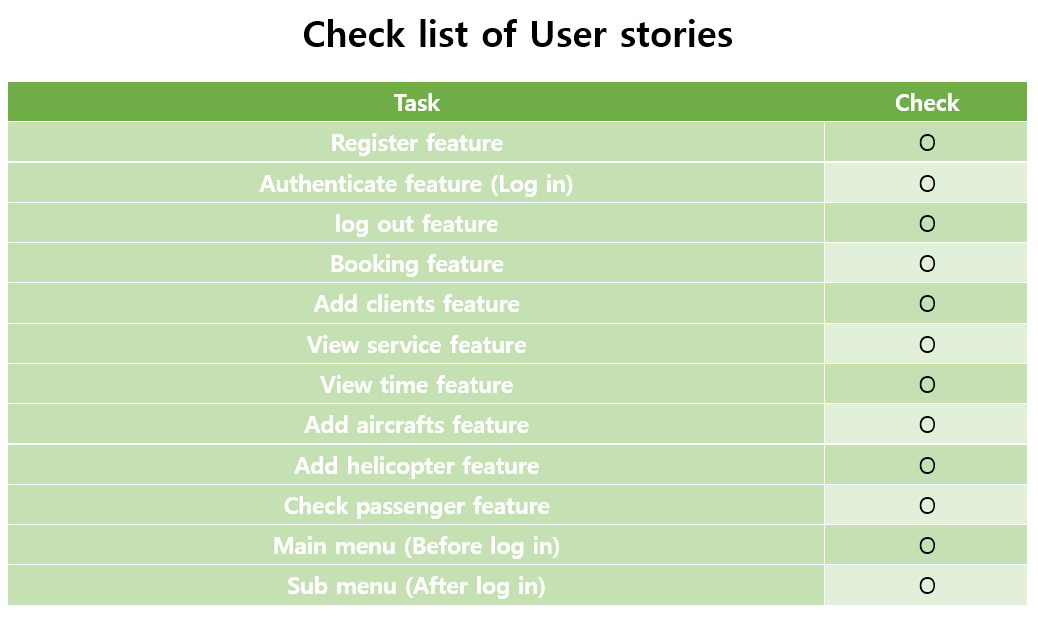 Check list of User stories
Task Check
Register feature O
Authenticate feature (Log in) O
log out feature O
Booking feature O
Add clients feature O
View service feature O
View time feature O
Add aircrafts feature O
Add helicopter feature O
Check passenger feature O
Main menu (Before log in) O
Sub menu (After log in) O